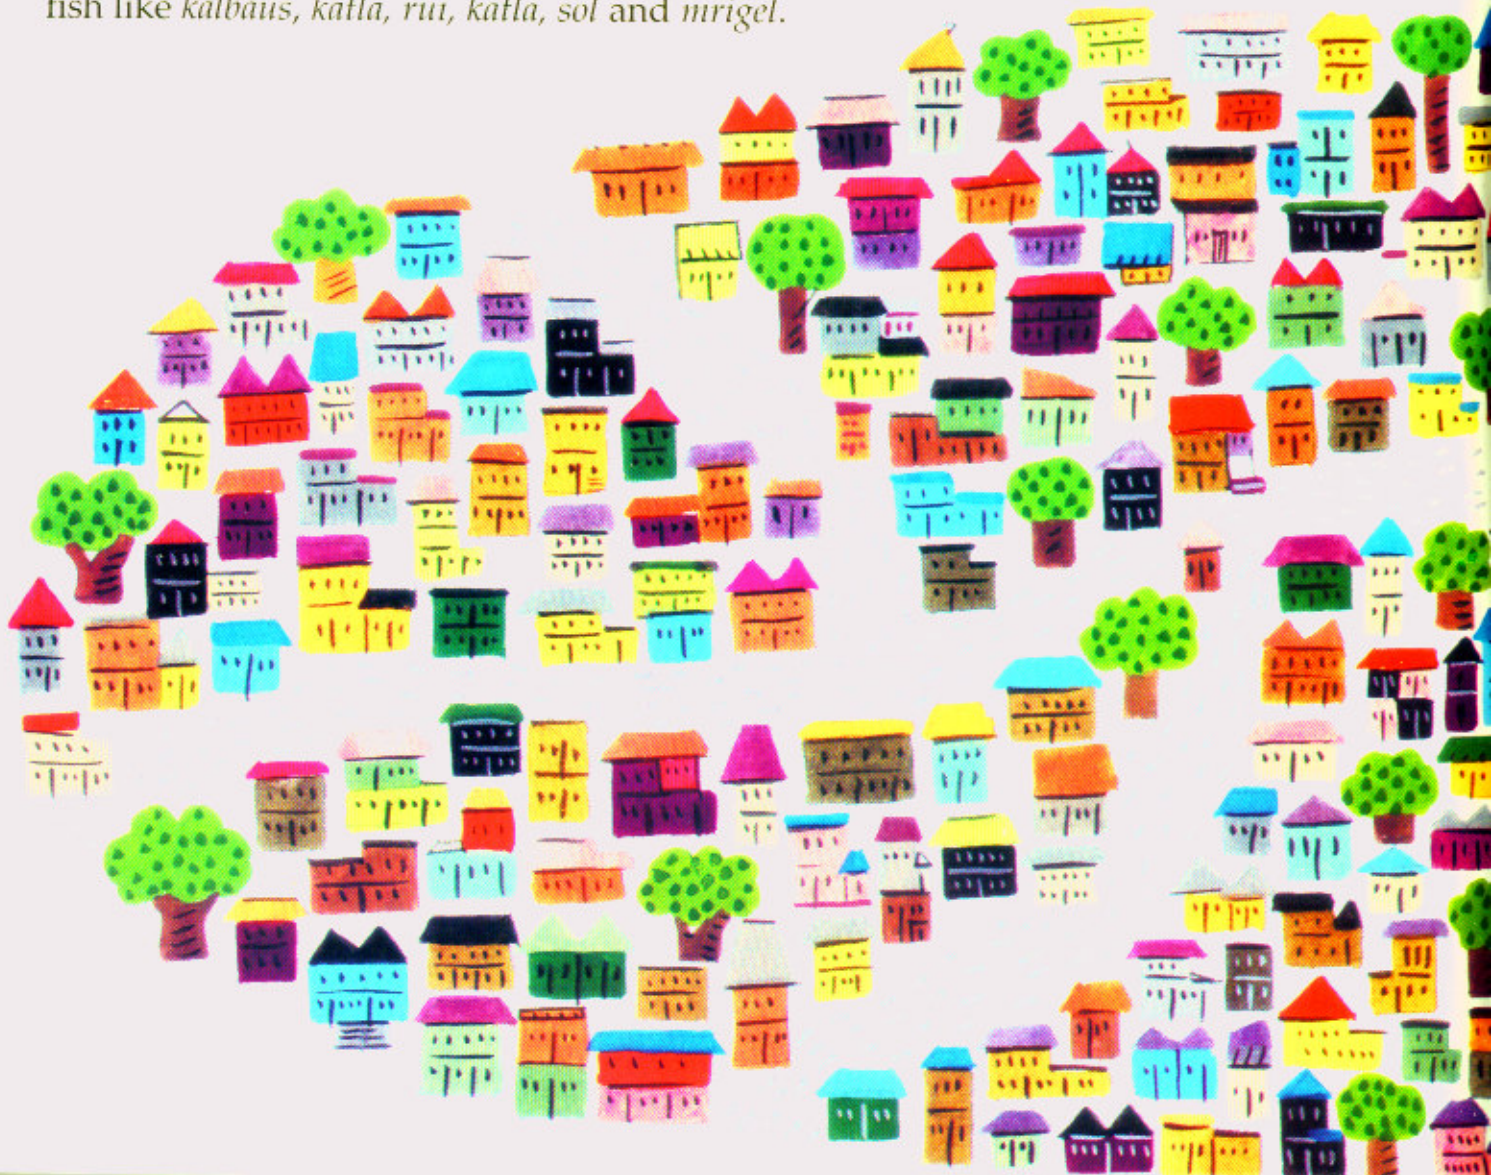 fish like kalbaus, katla, rui, katla, sol and mrigel.